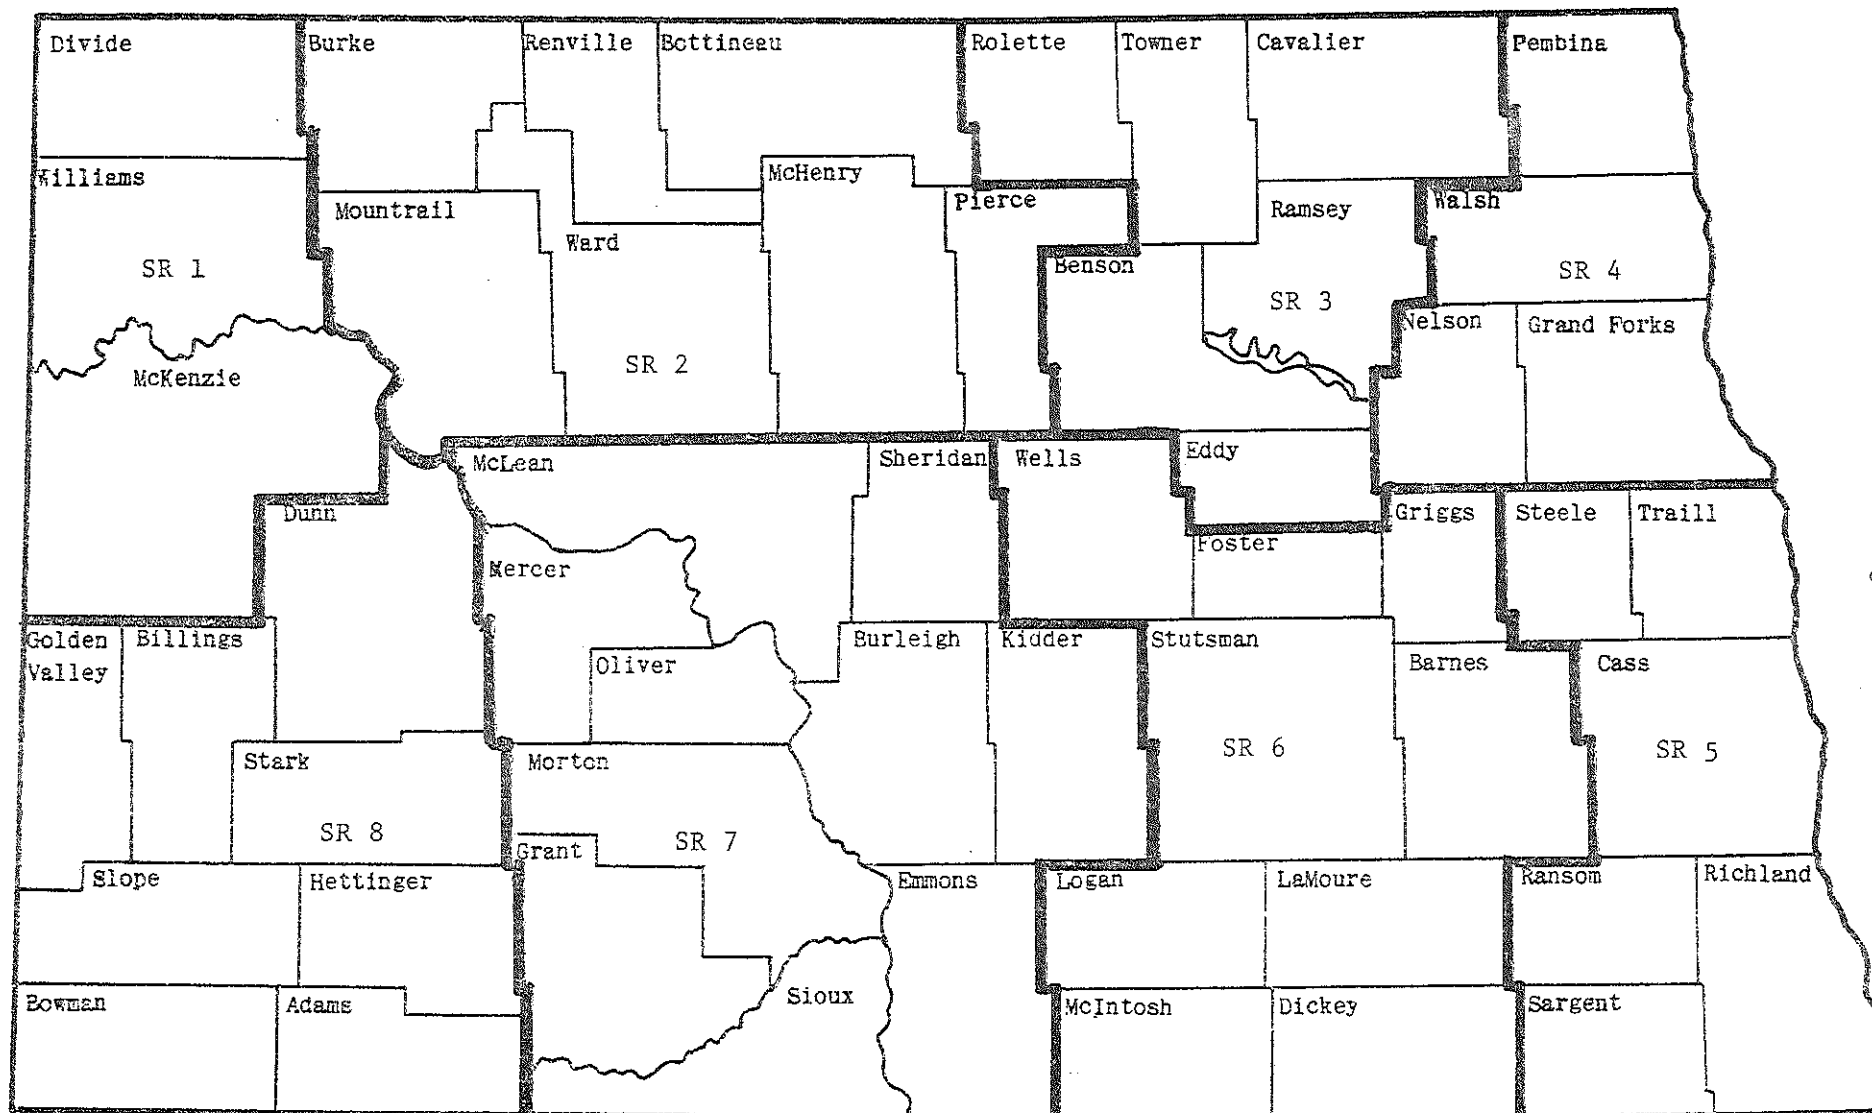 Divide
Burke
Renville
Bottineau
Rolette
Towner
Cavalier
Pembina
Williams
Mountrail
Ward
McHenry
Pierce
Ramsey
Walsh
SR 1
Benson
SR 3
SR 4
McKenzie
SR 2
Nelson
Grand Forks
McLean
Sheridan
Wells
Eddy
Dunn
Griggs
Steele
Traill
Mercer
Foster
Golden
Valley
Billings
Oliver
Burleigh
Kidder
Stutsman
Barnes
Cass
Stark
Morton
SR 6
SR 5
SR 8
Grant
SR 7
Slope
Hettinger
Emmons
Logan
LaMoure
Ransom
Richland
Bowman
Adams
Sioux
McIntosh
Dickey
Sargent